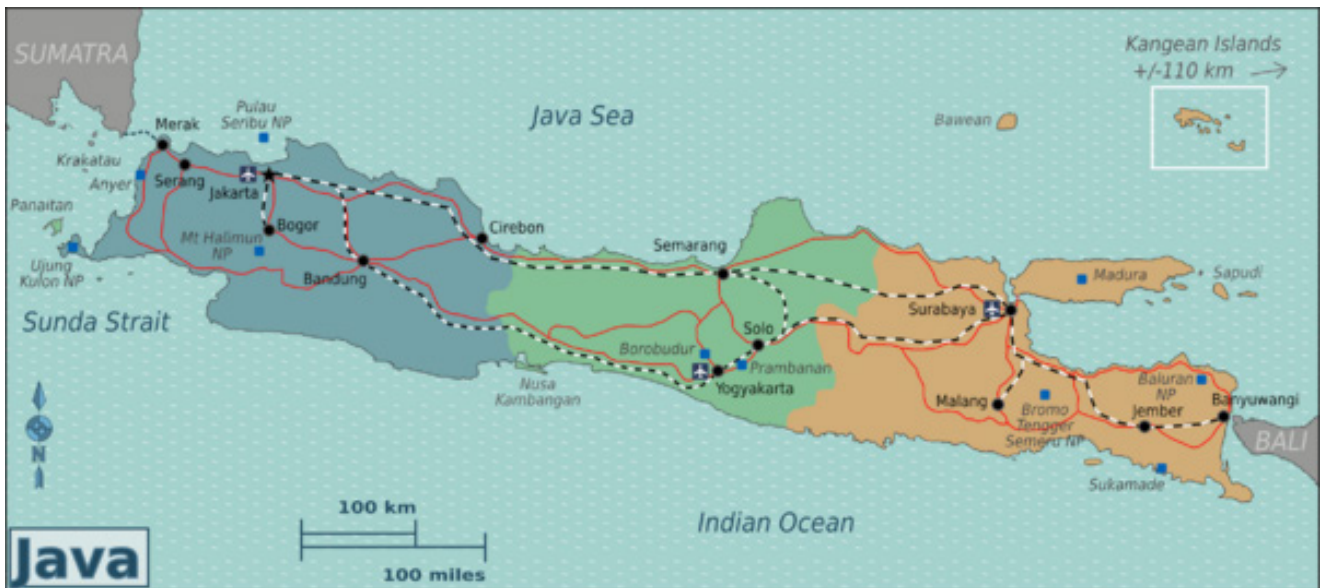 SUMATRA
Kangean Islands
+/-110 km
Pulau
Seribu NP
Java Sea
Bawean
Merak
Krakatau
Anyer
Serang
Jakarta
Panaitan
Bogor
Cirebon
Mt Halimun
NP
Semarang
Ujung
Kulon NP
Bandung
Madura
Sapudi
Sunda Strait
Surabaya
Solo
Borobudur
Prambanan
Nusa
Kambangan
Yogyakarta
Baluran
NP
Malang
Bromo
Tengger
Semeru NP
Jember
Banyuwangi
BALI
N
Sukamade
100 km
Indian Ocean
Java
100 miles